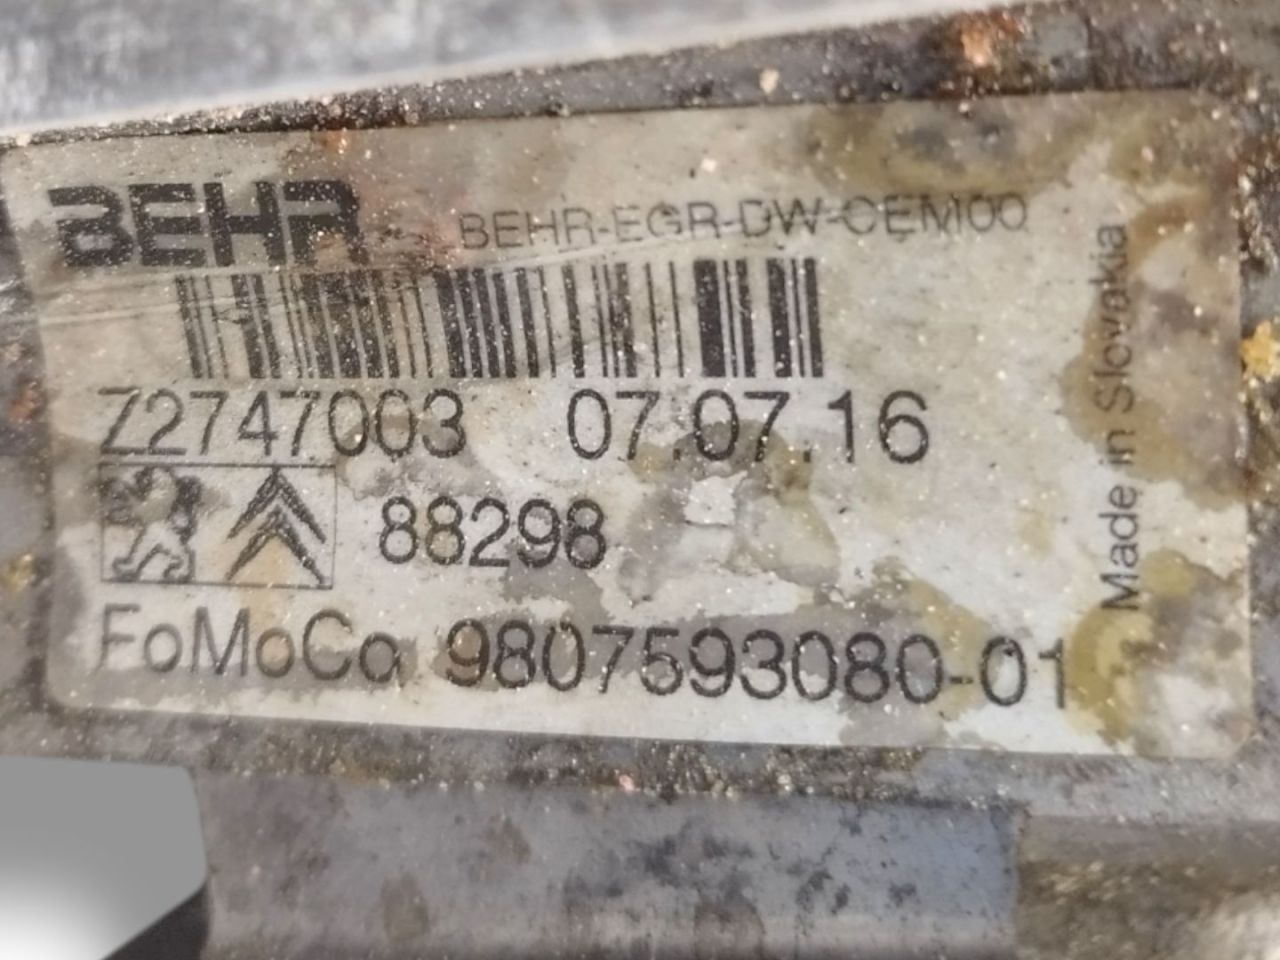 BEHR BEHR-EGR-DW-CEM00
Z2747003 07.07.16
88298
FoMoCo 9807593080-01
Made in Slovakia